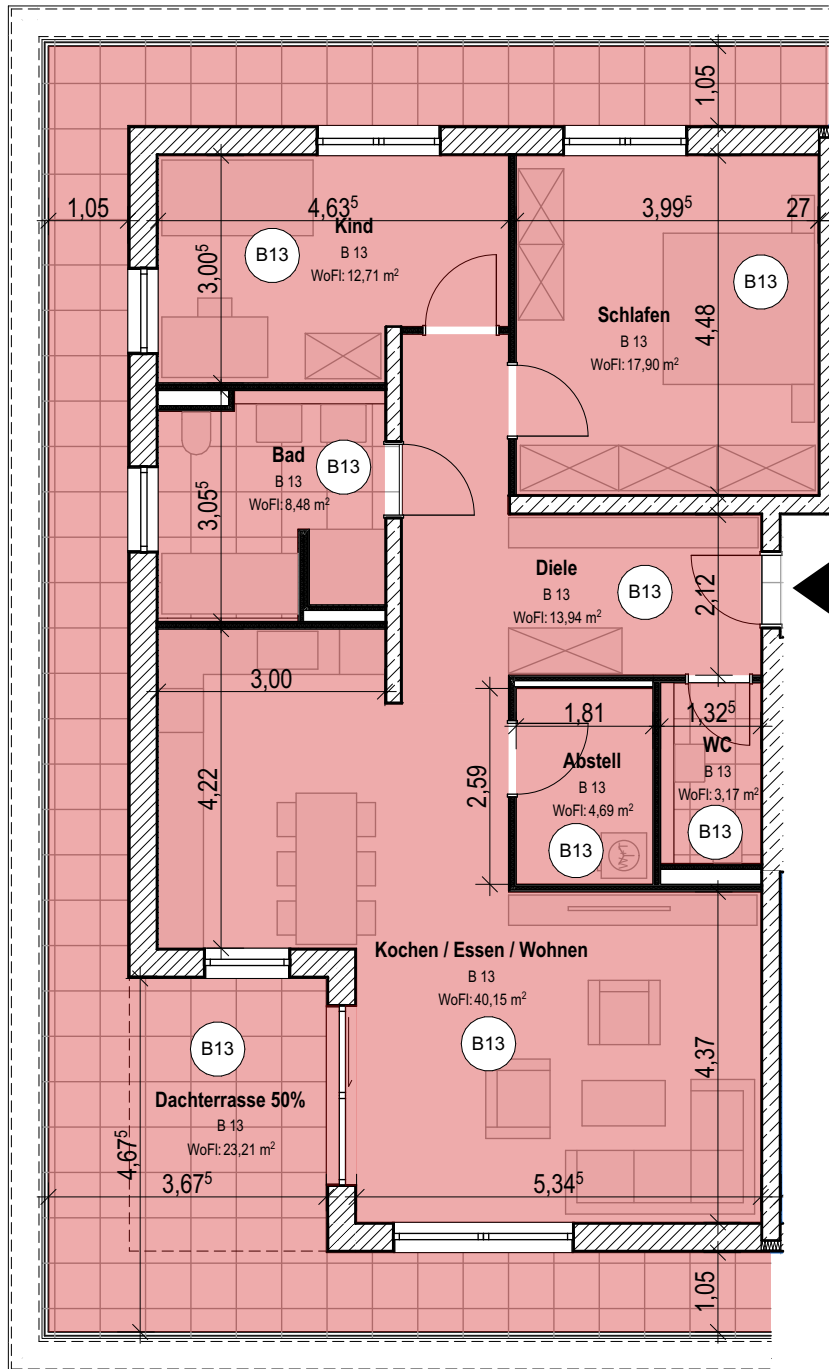 1,05
1,05
4,63⁵
3,99⁵
27
Kind
B 13
WoFl: 12,71 m²
B13
3,00⁵
B13
Schlafen
B 13
WoFl: 17,90 m²
4,48
Bad
B 13
WoFl: 8,48 m²
B13
3,05⁵
Diele
B 13
WoFl: 13,94 m²
B13
2,12
3,00
1,81
1,32⁵
4,22
2,59
Abstell
B 13
WoFl: 4,69 m²
B13
WC
B 13
WoFl: 3,17 m²
B13
Kochen / Essen / Wohnen
B 13
WoFl: 40,15 m²
B13
4,37
B13
Dachterrasse 50%
B 13
WoFl: 23,21 m²
4,67⁵
3,67⁵
5,34⁵
1,05